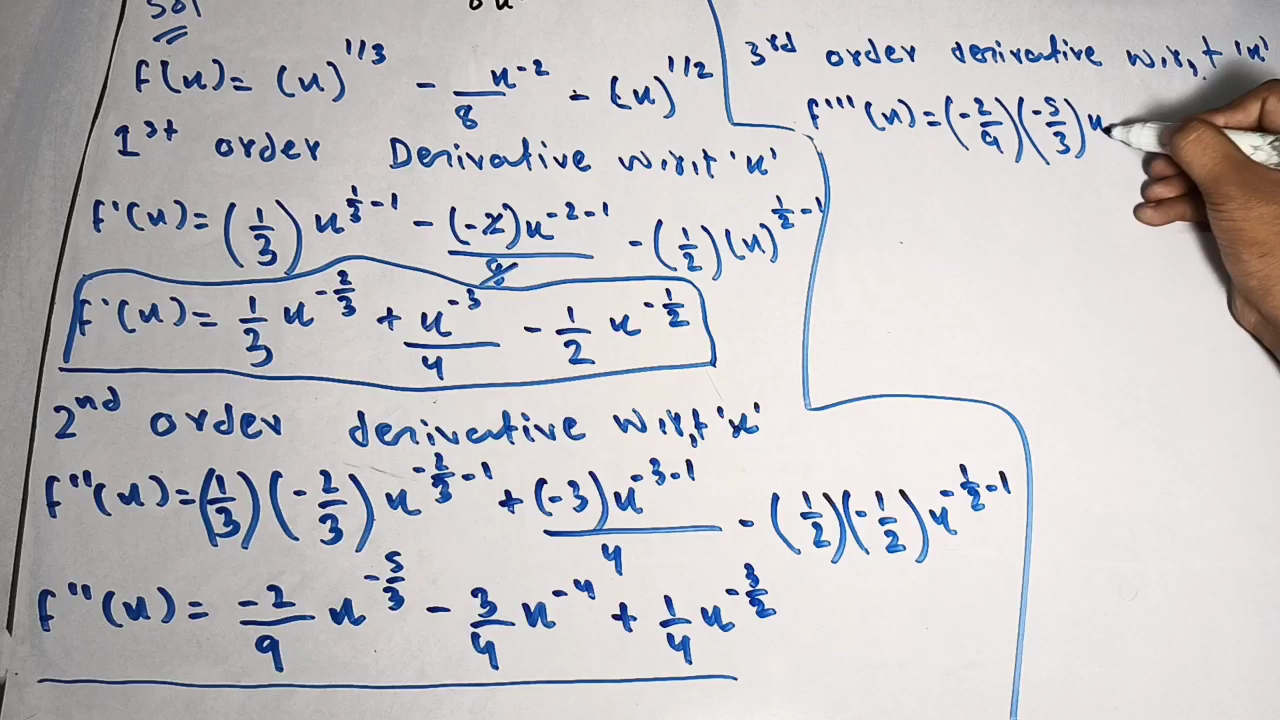 Sol
f(x) = (x)^{1/3} - x^{-2}/8 - (x)^{1/2}
1st order Derivative w.r.t 'x'
f'(x) = (1/3) x^{1/3-1} - (-2)x^{-2-1}/8 - (1/2)(x)^{1/2-1}
f'(x) = 1/3 x^{-2/3} + x^{-3}/4 - 1/2 x^{-1/2}
2nd order derivative w.r.t 'x'
f''(x) = (1/3)(-2/3) x^{-2/3-1} + (-3)x^{-3-1}/4 - (1/2)(-1/2) x^{-1/2-1}
f''(x) = -2/9 x^{-5/3} - 3/4 x^{-4} + 1/4 x^{-3/2}
3rd order derivative w.r.t 'x'
f'''(x) = (-2/9)(-5/3) x